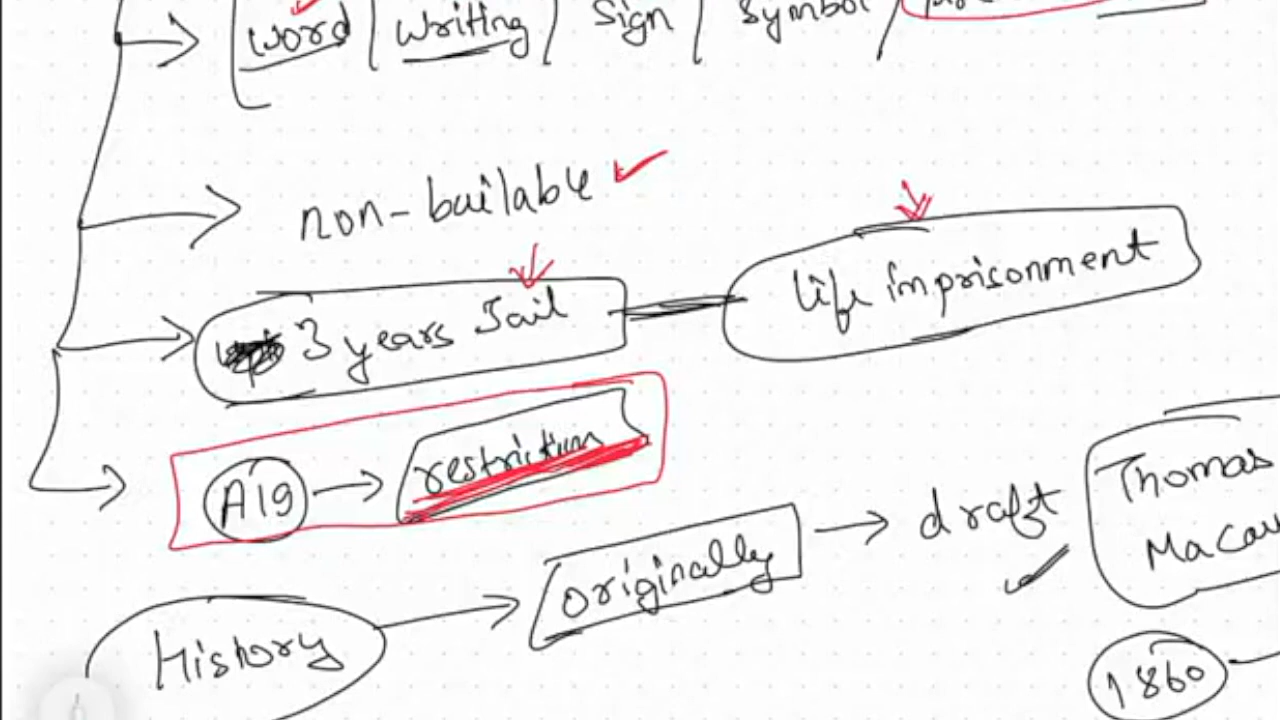 word | writing | sign | symbol /
non-bailable
3 years Jail life imprisonment
A19 → restriction
originally → draft Thomas
Macau
History
1860